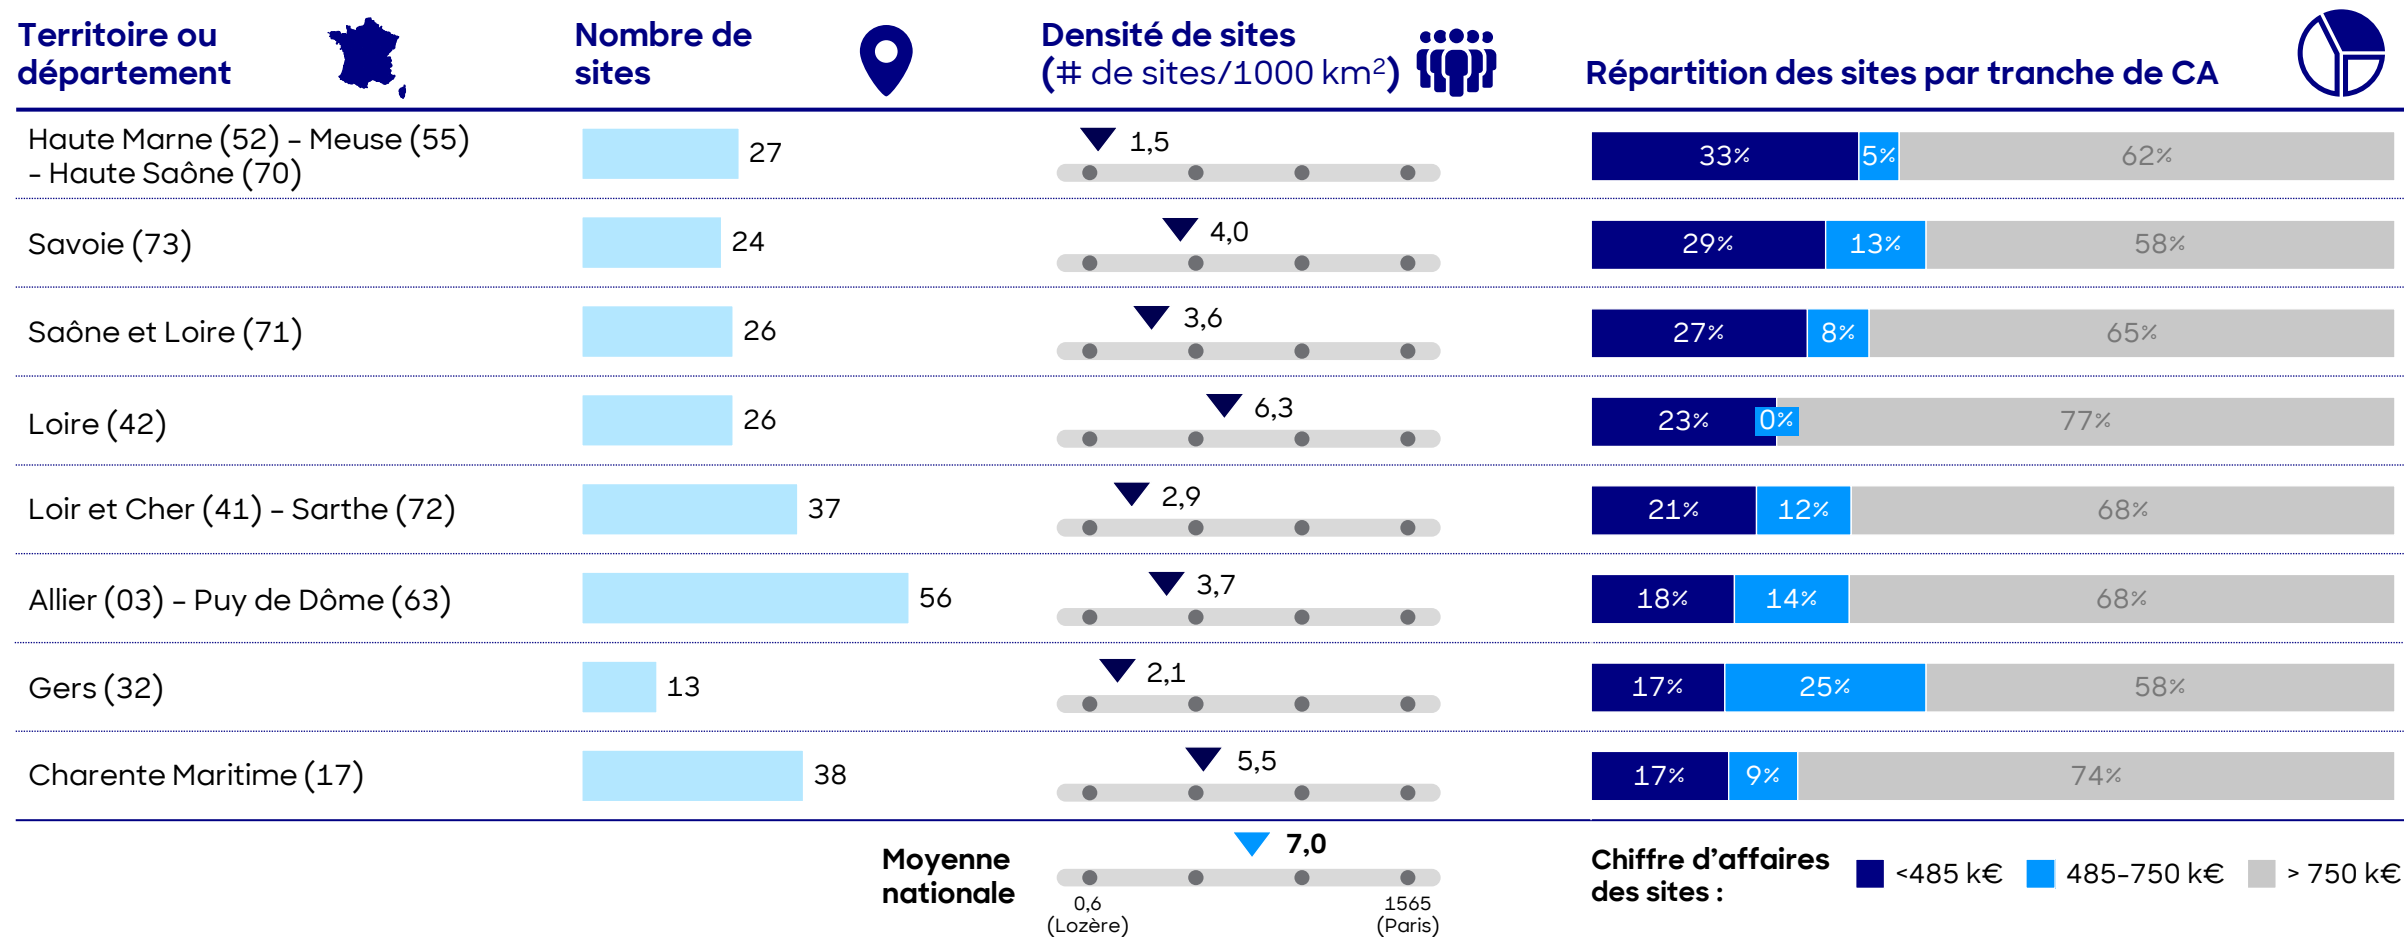 Territoire ou
département
Nombre de
sites
Densité de sites
(# de sites/1000 km²)
Répartition des sites par tranche de CA
Haute Marne (52) – Meuse (55)
– Haute Saône (70)
27
1,5
33%
5%
62%
Savoie (73)
24
4,0
29%
13%
58%
Saône et Loire (71)
26
3,6
27%
8%
65%
Loire (42)
26
6,3
23%
0%
77%
Loir et Cher (41) – Sarthe (72)
37
2,9
21%
12%
68%
Allier (03) – Puy de Dôme (63)
56
3,7
18%
14%
68%
Gers (32)
13
2,1
17%
25%
58%
Charente Maritime (17)
38
5,5
17%
9%
74%
Moyenne
nationale
7,0
0,6
(Lozère)
1565
(Paris)
Chiffre d’affaires
des sites :
<485 k€
485-750 k€
> 750 k€